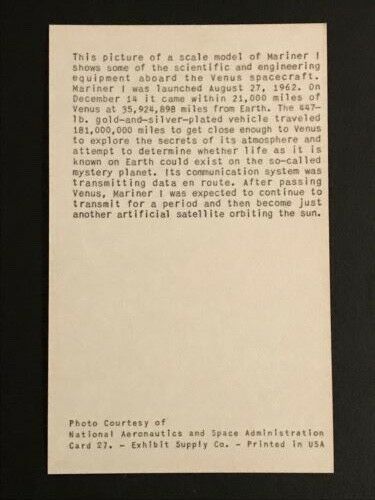 This picture of a scale model of Mariner I
shows some of the scientific and engineering
equipment aboard the Venus spacecraft.
Mariner I was launched August 27, 1962. On
December 14 it came within 21,000 miles of
Venus at 35,924,898 miles from Earth. The 447-
lb. gold-and-silver-plated vehicle traveled
181,000,000 miles to get close enough to Venus
to explore the secrets of its atmosphere and
attempt to determine whether life as it is
known on Earth could exist on the so-called
mystery planet. Its communication system was
transmitting data en route. After passing
Venus, Mariner I was expected to continue to
transmit for a period and then become just
another artificial satellite orbiting the sun.
Photo Courtesy of
National Aeronautics and Space Administration
Card 27. - Exhibit Supply Co. - Printed in USA